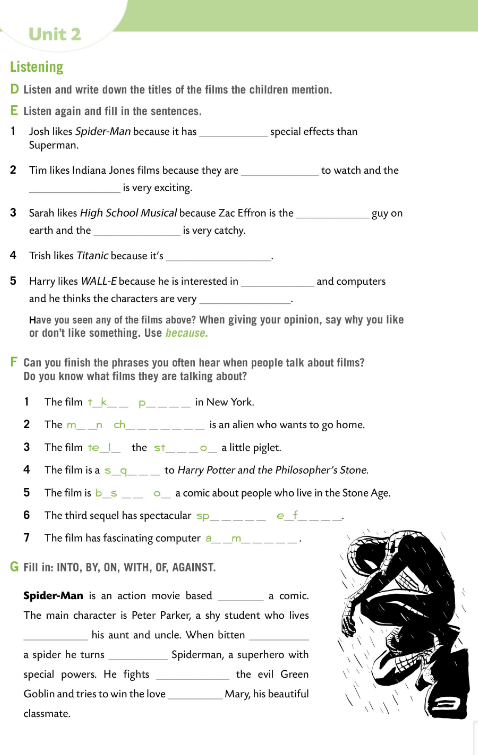 Unit 2
Listening
D Listen and write down the titles of the films the children mention.
E Listen again and fill in the sentences.
1 Josh likes Spider-Man because it has ____________ special effects than
Superman.
2 Tim likes Indiana Jones films because they are ______________ to watch and the
________________ is very exciting.
3 Sarah likes High School Musical because Zac Effron is the _____________ guy on
earth and the ________________ is very catchy.
4 Trish likes Titanic because it's ___________________.
5 Harry likes WALL-E because he is interested in _____________ and computers
and he thinks the characters are very ________________.
Have you seen any of the films above? When giving your opinion, say why you like
or don't like something. Use because.
F Can you finish the phrases you often hear when people talk about films?
Do you know what films they are talking about?
1 The film t_k__ p____ in New York.
2 The m__n ch_______ is an alien who wants to go home.
3 The film te_l_ the st___o_ a little piglet.
4 The film is a s_q___ to Harry Potter and the Philosopher's Stone.
5 The film is b_s__ o_ a comic about people who live in the Stone Age.
6 The third sequel has spectacular sp_____ e_f____.
7 The film has fascinating computer a__m_____.
G Fill in: INTO, BY, ON, WITH, OF, AGAINST.
Spider-Man is an action movie based ________ a comic.
The main character is Peter Parker, a shy student who lives
___________ his aunt and uncle. When bitten __________
a spider he turns __________ Spiderman, a superhero with
special powers. He fights ____________ the evil Green
Goblin and tries to win the love _________ Mary, his beautiful
classmate.
3